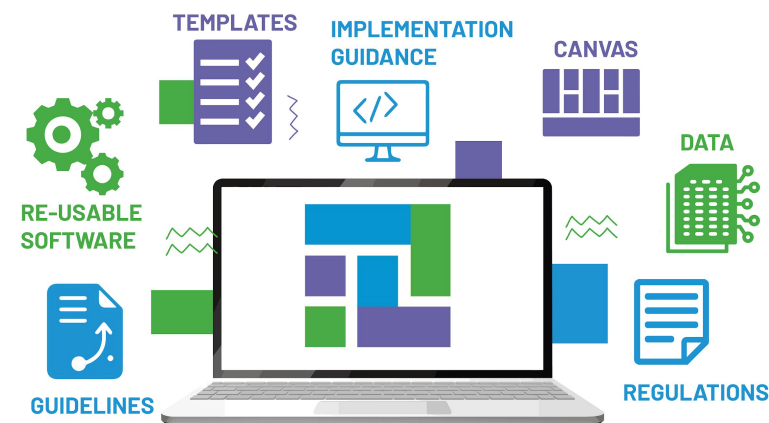 TEMPLATES
IMPLEMENTATION
GUIDANCE
</>
CANVAS
DATA
RE-USABLE
SOFTWARE
GUIDELINES
REGULATIONS